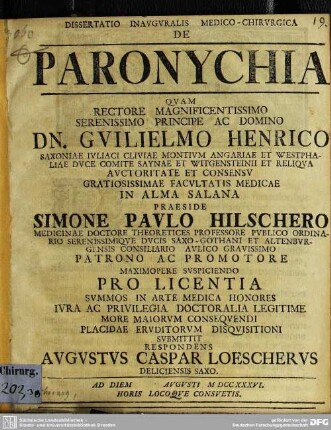 DISSERTATIO INAVGVRALIS MEDICO-CHIRVRGICA
19.
DE
PARONYCHIA
QVAM
RECTORE MAGNIFICENTISSIMO
SERENISSIMO PRINCIPE AC DOMINO
DN. GVILIELMO HENRICO
SAXONIAE IVLIACI CLIVIAE MONTIVM ANGARIAE ET WESTPHA-
LIAE DVCE COMITE SAYNAE ET WITGENSTEINII ET RELIQVA
AVCTORITATE ET CONSENSV
GRATIOSISSIMAE FACVLTATIS MEDICAE
IN ALMA SALANA
PRAESIDE
SIMONE PAVLO HILSCHERO
MEDICINAE DOCTORE THEORETICES PROFESSORE PVBLICO ORDINA-
RIO SERENISSIMIQVE DVCIS SAXO-GOTHANI ET ALTENBVR-
GENSIS CONSILIARIO AVLICO GRAVISSIMO
PATRONO AC PROMOTORE
MAXIMOPERE SVSPICIENDO
PRO LICENTIA
SVMMOS IN ARTE MEDICA HONORES
IVRA AC PRIVILEGIA DOCTORALIA LEGITIME
MORE MAIORVM CONSEQVENDI
PLACIDAE ERVDITORVM DISQVISITIONI
SVBMITTIT
RESPONDENS
AVGVSTVS CASPAR LOESCHERVS
DELICIENSIS SAXO.
AD DIEM AVGVSTI M DCC XXXVI.
HORIS LOCOQVE CONSVETIS.
Chirurg.
202,